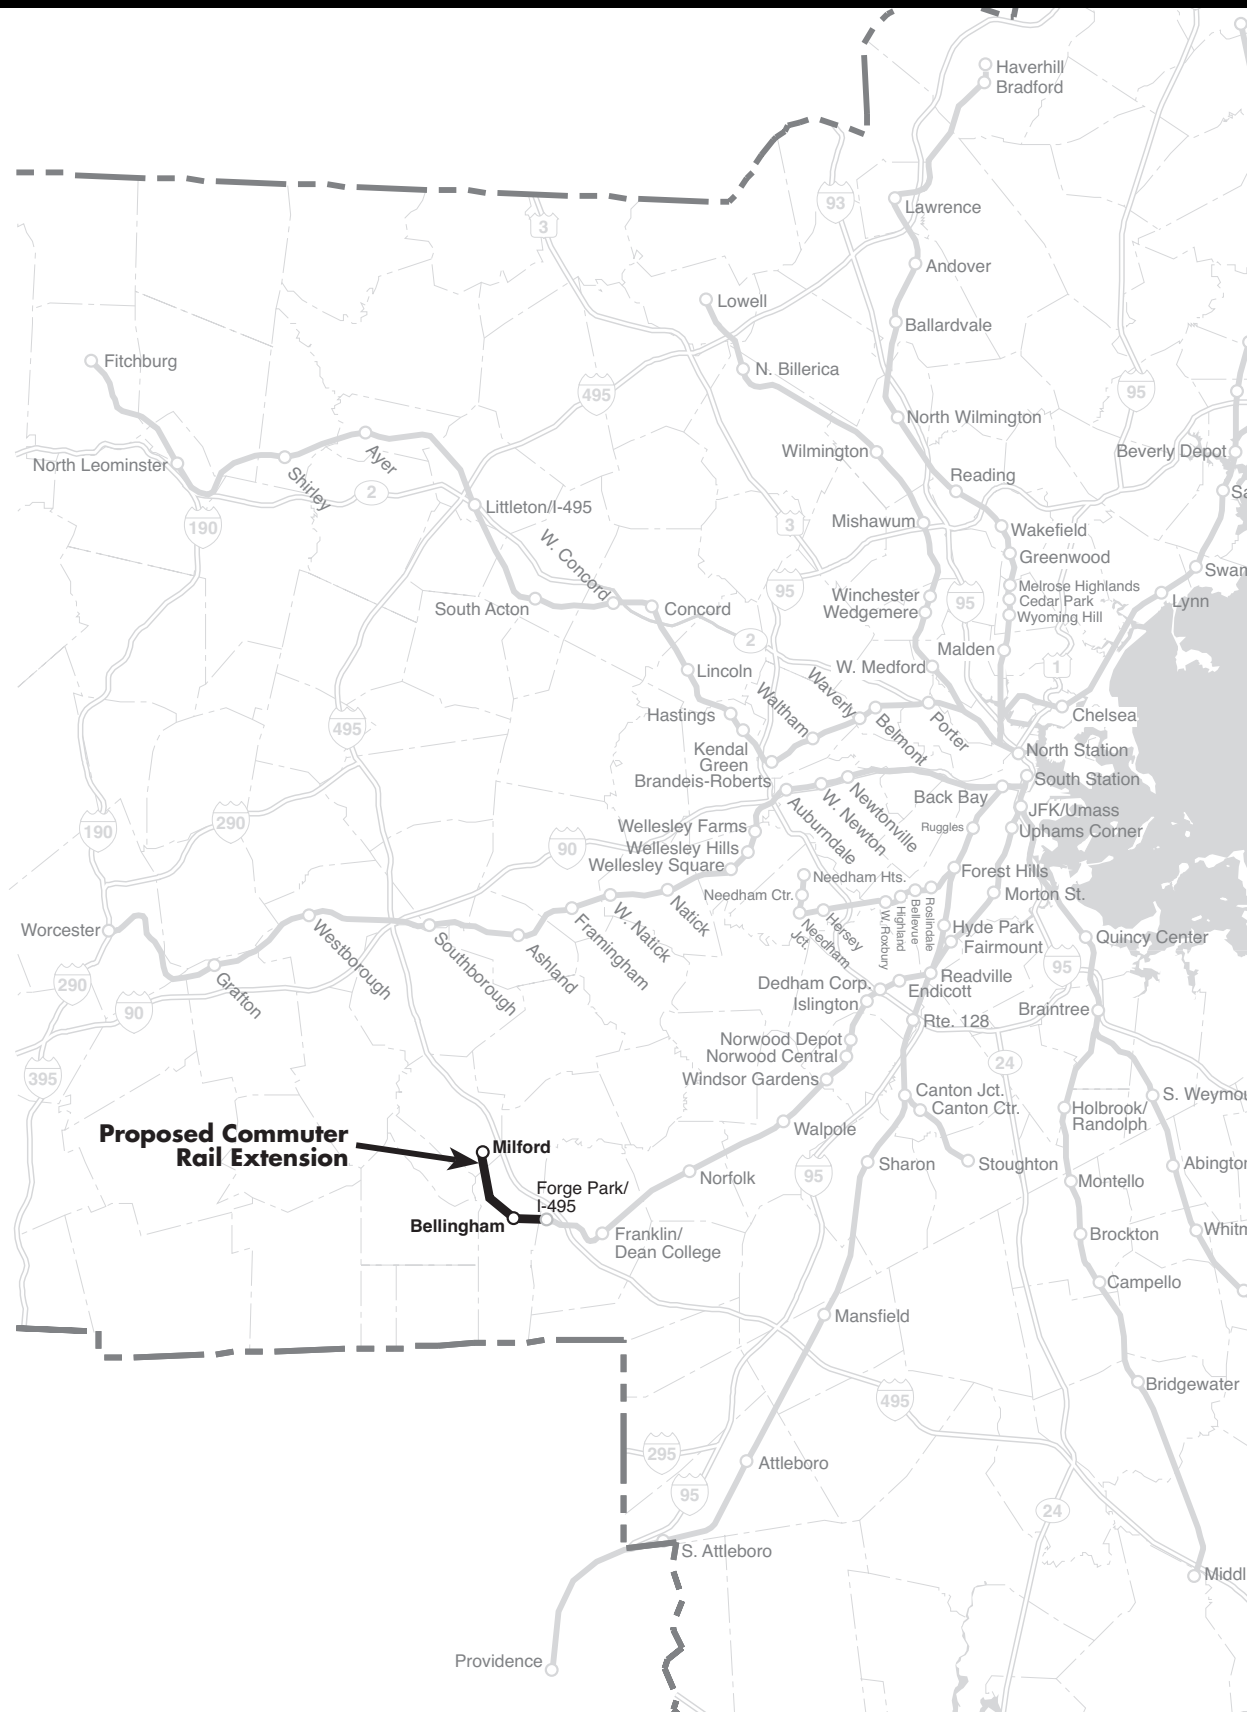 Haverhill
Bradford
93
Lawrence
3
Andover
Lowell
Ballardvale
Fitchburg
N. Billerica
495
95
North Wilmington
Wilmington
Beverly Depot
North Leominster
Ayer
Shirley
2
Reading
Littleton/I-495
190
3
Mishawum
Wakefield
W. Concord
Greenwood
95
95
Winchester
Wedgemere
Melrose Highlands
Cedar Park
Wyoming Hill
Lynn
South Acton
Concord
2
Malden
1
W. Medford
Lincoln
Waverly
Waltham
Hastings
Belmont
Porter
Chelsea
495
Kendal
Green
North Station
Brandeis-Roberts
South Station
Back Bay
190
290
90
Wellesley Farms
Auburndale
W. Newton
Newtonville
Ruggles
JFK/Umass
Uphams Corner
Wellesley Hills
Wellesley Square
Needham Hts.
Forest Hills
Needham Ctr.
Morton St.
Worcester
Westborough
Southborough
Ashland
Framingham
W. Natick
Natick
Hersey
Needham
Jct.
W. Roxbury
Highland
Bellevue
Roslindale
Hyde Park
Fairmount
Quincy Center
95
290
90
Grafton
Dedham Corp.
Readville
Endicott
Islington
Braintree
Rte. 128
Norwood Depot
Norwood Central
24
395
Windsor Gardens
Canton Jct.
Canton Ctr.
Holbrook/
Randolph
Proposed Commuter
Rail Extension
Milford
Walpole
Sharon
Stoughton
Norfolk
95
Montello
Forge Park/
I-495
Bellingham
Franklin/
Dean College
Brockton
Campello
Mansfield
Bridgewater
495
295
Attleboro
95
24
S. Attleboro
Providence